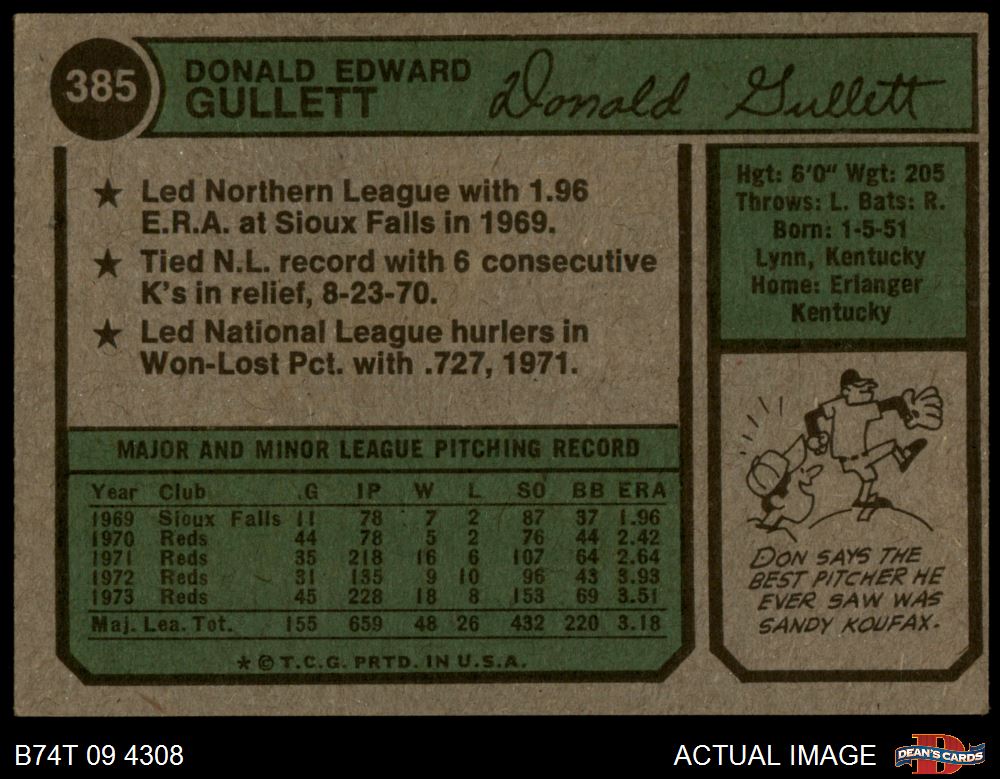 385
DONALD EDWARD
GULLETT
Donald Gullett
★ Led Northern League with 1.96
E.R.A. at Sioux Falls in 1969.
★ Tied N.L. record with 6 consecutive
K's in relief, 8-23-70.
★ Led National League hurlers in
Won-Lost Pct. with .727, 1971.
MAJOR AND MINOR LEAGUE PITCHING RECORD
Year Club G IP W L SO BB ERA
1969 Sioux Falls 11 78 7 2 87 37 1.96
1970 Reds 44 78 5 2 76 44 2.42
1971 Reds 35 218 16 6 107 64 2.64
1972 Reds 31 135 9 10 96 43 3.93
1973 Reds 45 228 18 8 153 69 3.51
Maj. Lea. Tot. 155 659 48 26 432 220 3.18
★ © T.C.G. PRTD. IN U.S.A.
Hgt: 6'0" Wgt: 205
Throws: L. Bats: R.
Born: 1-5-51
Lynn, Kentucky
Home: Erlanger
Kentucky
DON SAYS THE
BEST PITCHER HE
EVER SAW WAS
SANDY KOUFAX.
B74T 09 4308
ACTUAL IMAGE
DEAN'S CARDS